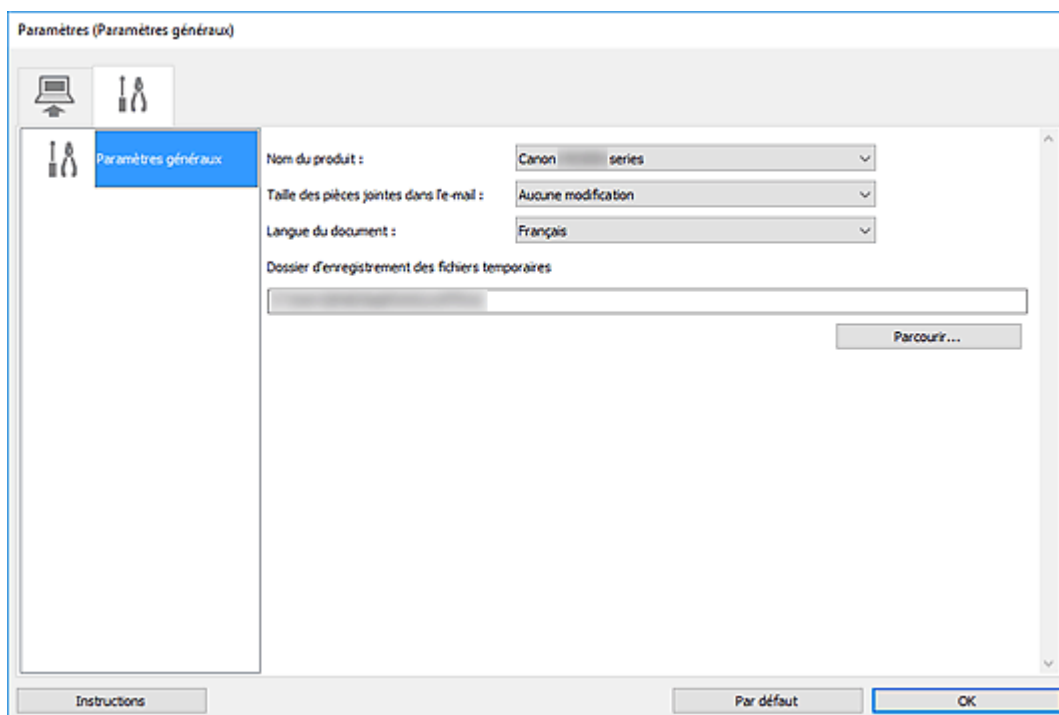 Paramètres (Paramètres généraux)
Paramètres généraux
Nom du produit :
Canon series
Taille des pièces jointes dans l'e-mail :
Aucune modification
Langue du document :
Français
Dossier d'enregistrement des fichiers temporaires
Parcourir...
Instructions
Par défaut
OK